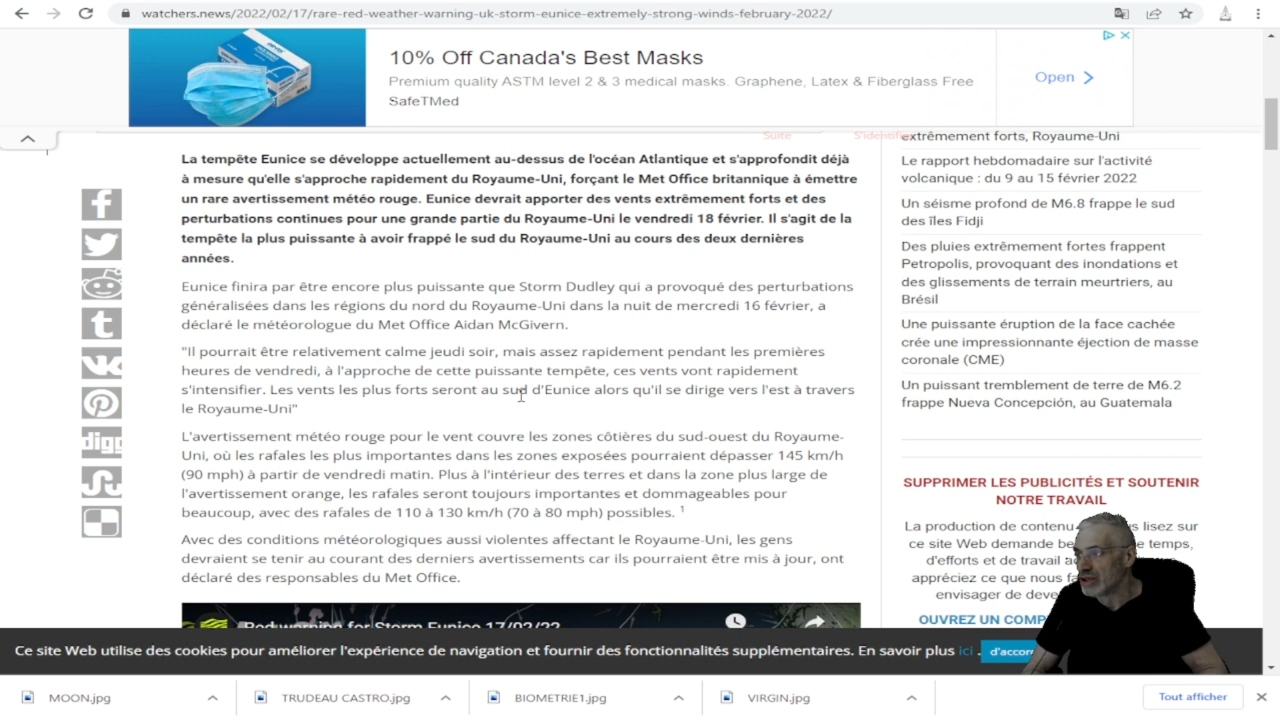 watchers.news/2022/02/17/rare-red-weather-warning-uk-storm-eunice-extremely-strong-winds-february-2022/
10% Off Canada's Best Masks
Premium quality ASTM level 2 & 3 medical masks. Graphene, Latex & Fiberglass Free
SafeTMed
Open
Suite
La tempête Eunice se développe actuellement au-dessus de l'océan Atlantique et s'approfondit déjà
à mesure qu'elle s'approche rapidement du Royaume-Uni, forçant le Met Office britannique à émettre
un rare avertissement météo rouge. Eunice devrait apporter des vents extrêmement forts et des
perturbations continues pour une grande partie du Royaume-Uni le vendredi 18 février. Il s'agit de la
tempête la plus puissante à avoir frappé le sud du Royaume-Uni au cours des deux dernières
années.
Eunice finira par être encore plus puissante que Storm Dudley qui a provoqué des perturbations
généralisées dans les régions du nord du Royaume-Uni dans la nuit de mercredi 16 février, a
déclaré le météorologue du Met Office Aidan McGivern.
"Il pourrait être relativement calme jeudi soir, mais assez rapidement pendant les premières
heures de vendredi, à l'approche de cette puissante tempête, ces vents vont rapidement
s'intensifier. Les vents les plus forts seront au sud d'Eunice alors qu'il se dirige vers l'est à travers
le Royaume-Uni"
L'avertissement météo rouge pour le vent couvre les zones côtières du sud-ouest du Royaume-
Uni, où les rafales les plus importantes dans les zones exposées pourraient dépasser 145 km/h
(90 mph) à partir de vendredi matin. Plus à l'intérieur des terres et dans la zone plus large de
l'avertissement orange, les rafales seront toujours importantes et dommageables pour
beaucoup, avec des rafales de 110 à 130 km/h (70 à 80 mph) possibles. 1
Avec des conditions météorologiques aussi violentes affectant le Royaume-Uni, les gens
devraient se tenir au courant des derniers avertissements car ils pourraient être mis à jour, ont
déclaré des responsables du Met Office.
Red warning for Storm Eunice 17/02/22
extrêmement forts, Royaume-Uni
Le rapport hebdomadaire sur l'activité
volcanique : du 9 au 15 février 2022
Un séisme profond de M6.8 frappe le sud
des îles Fidji
Des pluies extrêmement fortes frappent
Petropolis, provoquant des inondations et
des glissements de terrain meurtriers, au
Brésil
Une puissante éruption de la face cachée
crée une impressionnante éjection de masse
coronale (CME)
Un puissant tremblement de terre de M6.2
frappe Nueva Concepción, au Guatemala
SUPPRIMER LES PUBLICITÉS ET SOUTENIR
NOTRE TRAVAIL
La production de contenu lisez sur
ce site Web demande temps,
d'efforts et de travail
appréciez ce que nous
envisager de
OUVREZ UN
digg
Ce site Web utilise des cookies pour améliorer l'expérience de navigation et fournir des fonctionnalités supplémentaires. En savoir plus ici .
MOON.jpg
TRUDEAU CASTRO.jpg
BIOMETRIE1.jpg
VIRGIN.jpg
Tout afficher